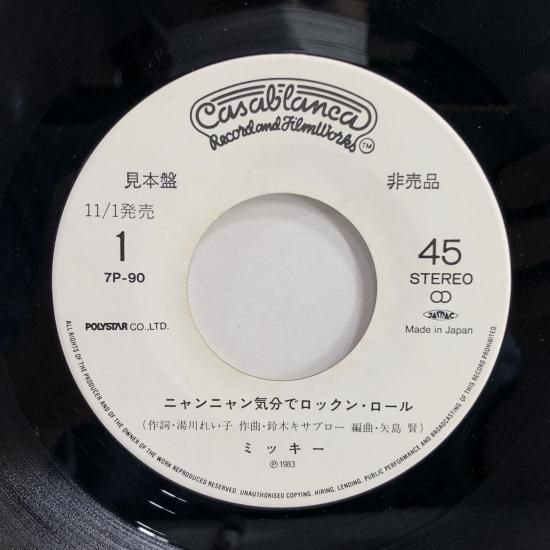 Casablanca
Record and FilmWorks
TM
見本盤
非売品
11/1発売
1
7P-90
45
STEREO
POLYSTAR CO.,LTD.
JASRAC
Made in Japan
ニャンニャン気分でロックン・ロール
(作詞・湯川れい子 作曲・鈴木キサブロー 編曲・矢島 賢)
ミッキー
Ⓟ1983
ALL RIGHTS OF THE PRODUCER AND OF THE OWNER OF THE WORK REPRODUCED RESERVED. UNAUTHORISED COPYING, HIRING, LENDING, PUBLIC PERFORMANCE AND BROADCASTING OF THIS RECORD PROHIBITED.